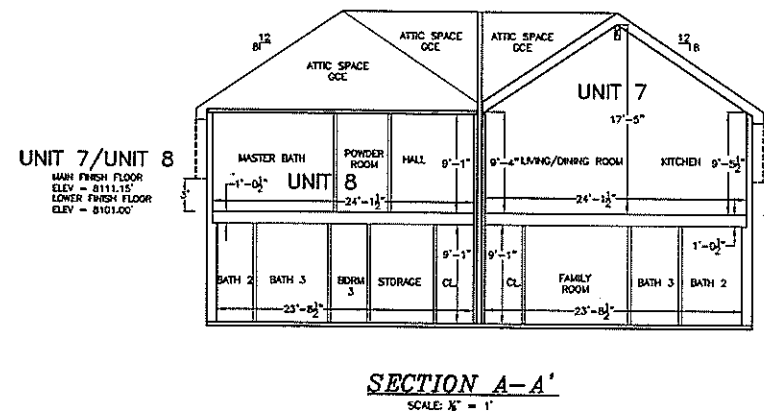 12
8
ATTIC SPACE
GCE
ATTIC SPACE
GCE
ATTIC SPACE
GCE
12
8
UNIT 7
17'-5"
UNIT 7/UNIT 8
MAIN FINISH FLOOR
ELEV = 8111.15'
LOWER FINISH FLOOR
ELEV = 8101.00'
MASTER BATH
POWDER
ROOM
HALL
9'-1"
9'-4"
LIVING/DINING ROOM
KITCHEN
9'-5½"
1'-0½"
UNIT 8
24'-1½"
24'-1½"
1'-0½"
BATH 2
BATH 3
BDRM
3
STORAGE
9'-1"
CL
9'-1"
CL
FAMILY
ROOM
BATH 3
BATH 2
23'-8½"
23'-8½"
SECTION A-A'
SCALE: ⅛" = 1'